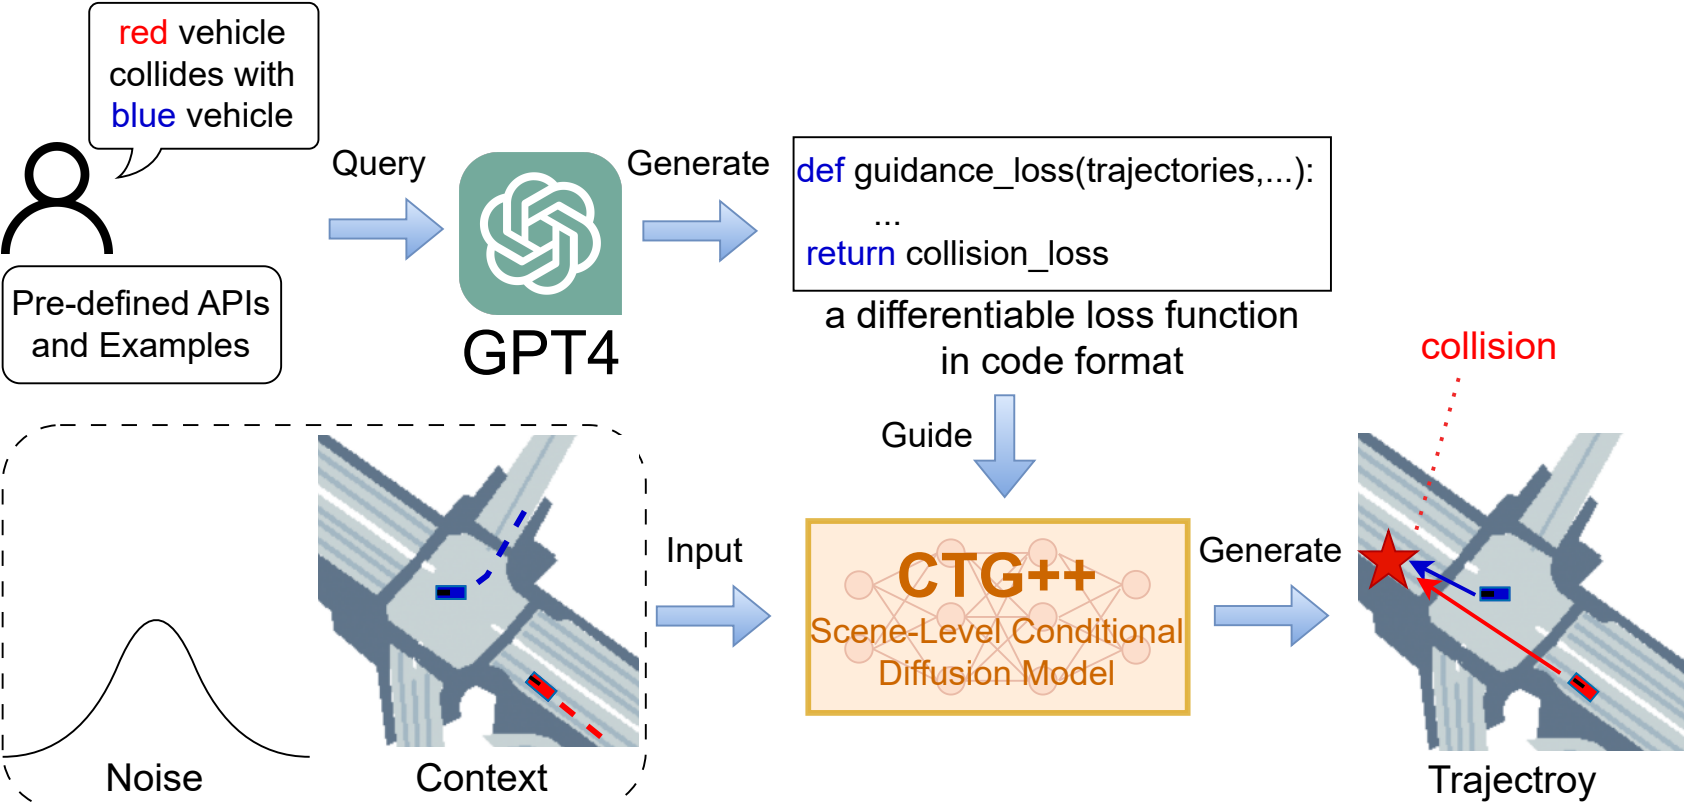 red vehicle
collides with
blue vehicle
Query
Generate
def guidance_loss(trajectories,...):
...
return collision_loss
Pre-defined APIs
and Examples
GPT4
a differentiable loss function
in code format
collision
Guide
Input
CTG++
Scene-Level Conditional
Diffusion Model
Generate
Noise
Context
Trajectroy